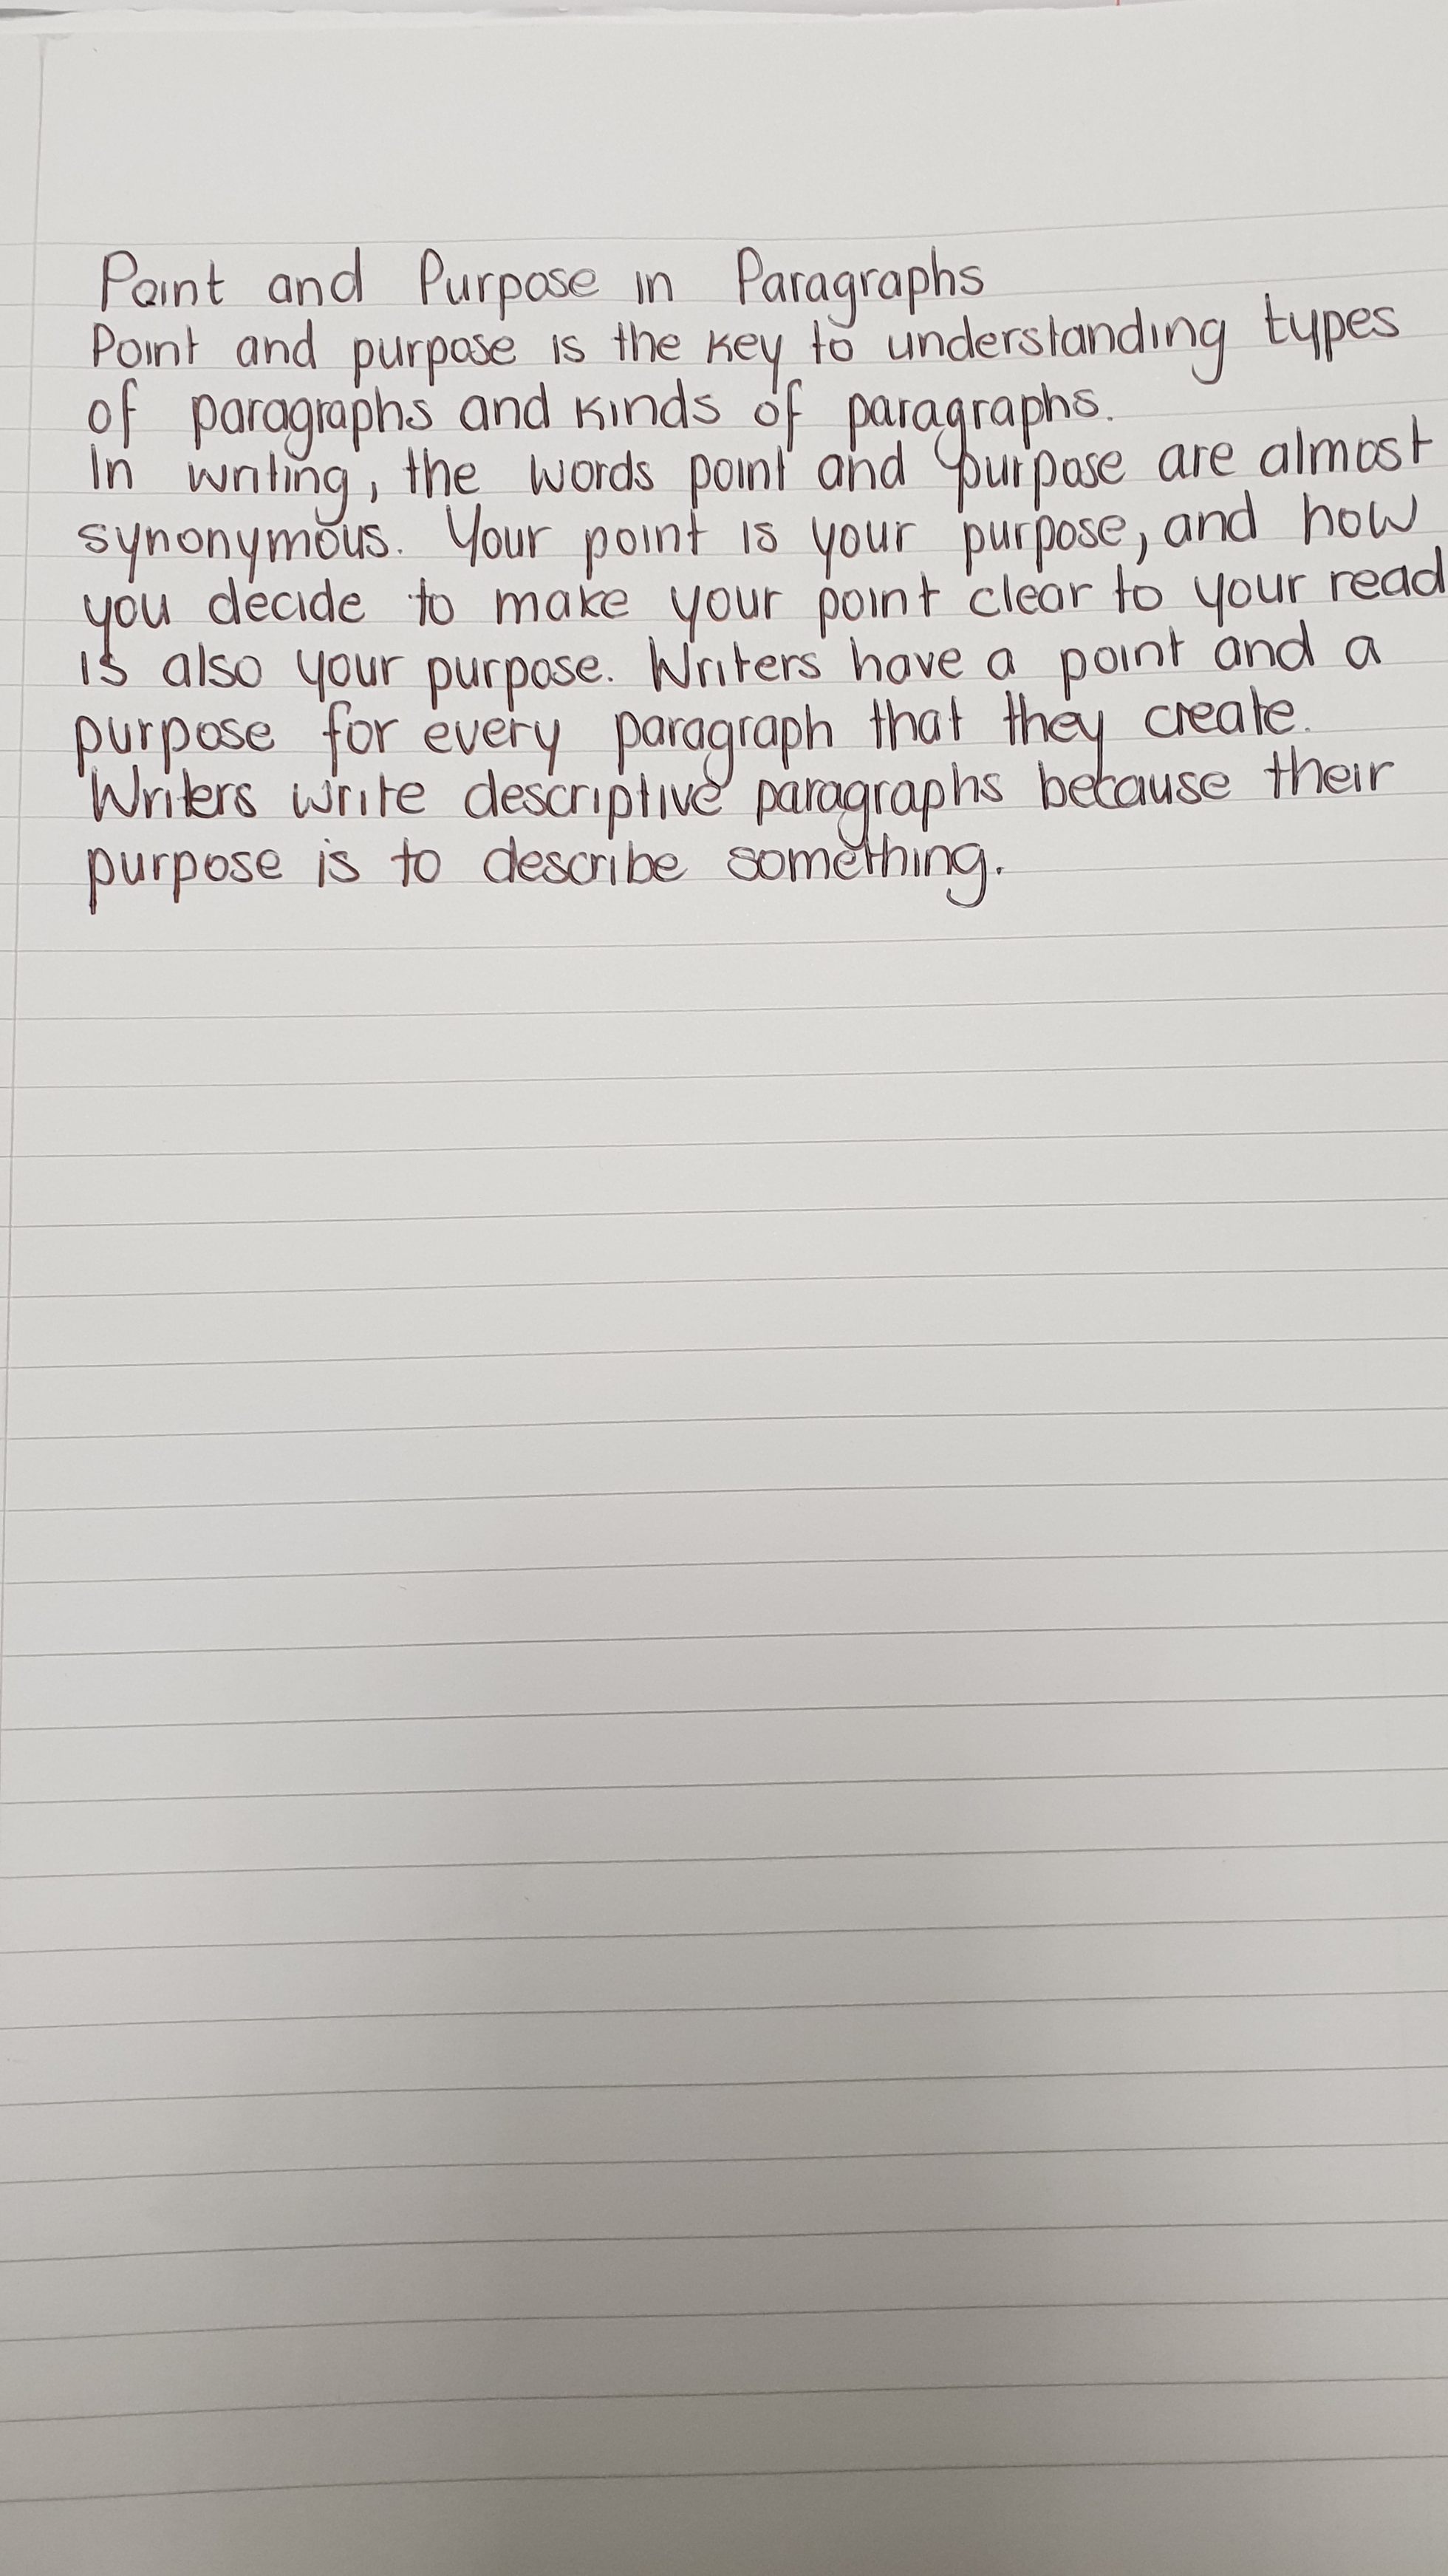 Point and Purpose in Paragraphs
Point and purpose is the key to understanding types
of paragraphs and kinds of paragraphs.
In writing, the words point and purpose are almost
synonymous. Your point is your purpose, and how
you decide to make your point clear to your read
is also your purpose. Writers have a point and a
purpose for every paragraph that they create.
Writers write descriptive paragraphs because their
purpose is to describe something.